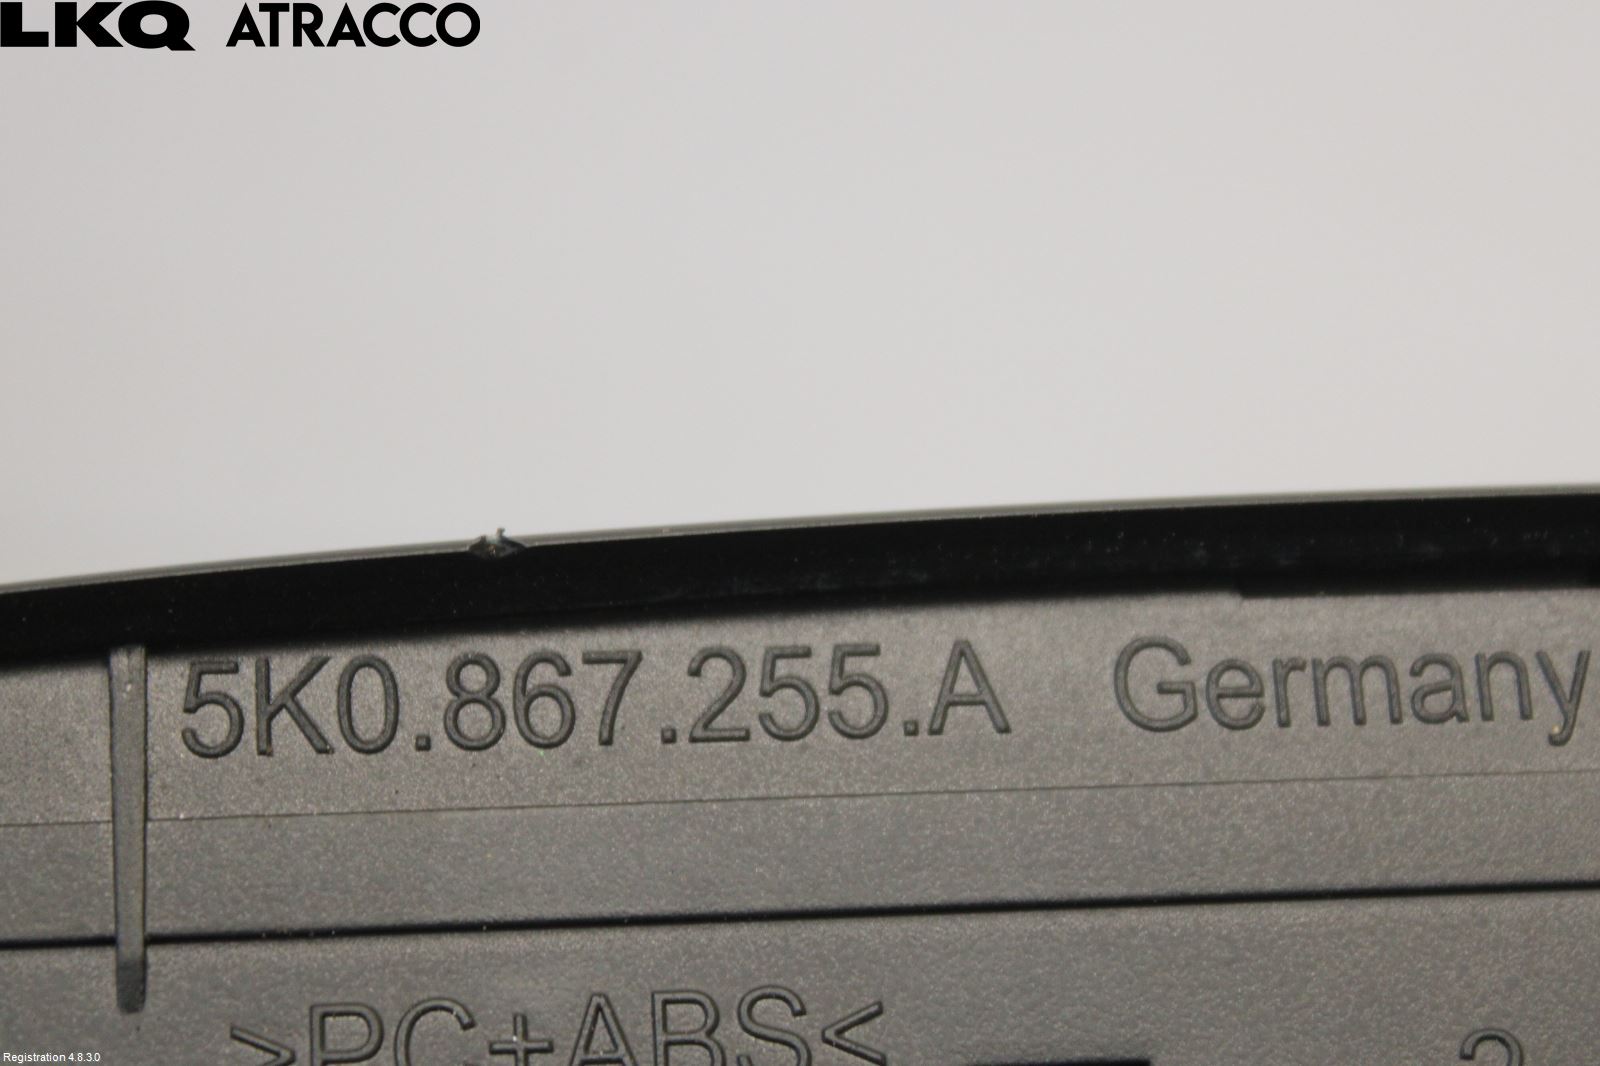 LKQ ATRACCO
5K0.867.255.A Germany
>PC+ABS<
Registration 4.8.3.0